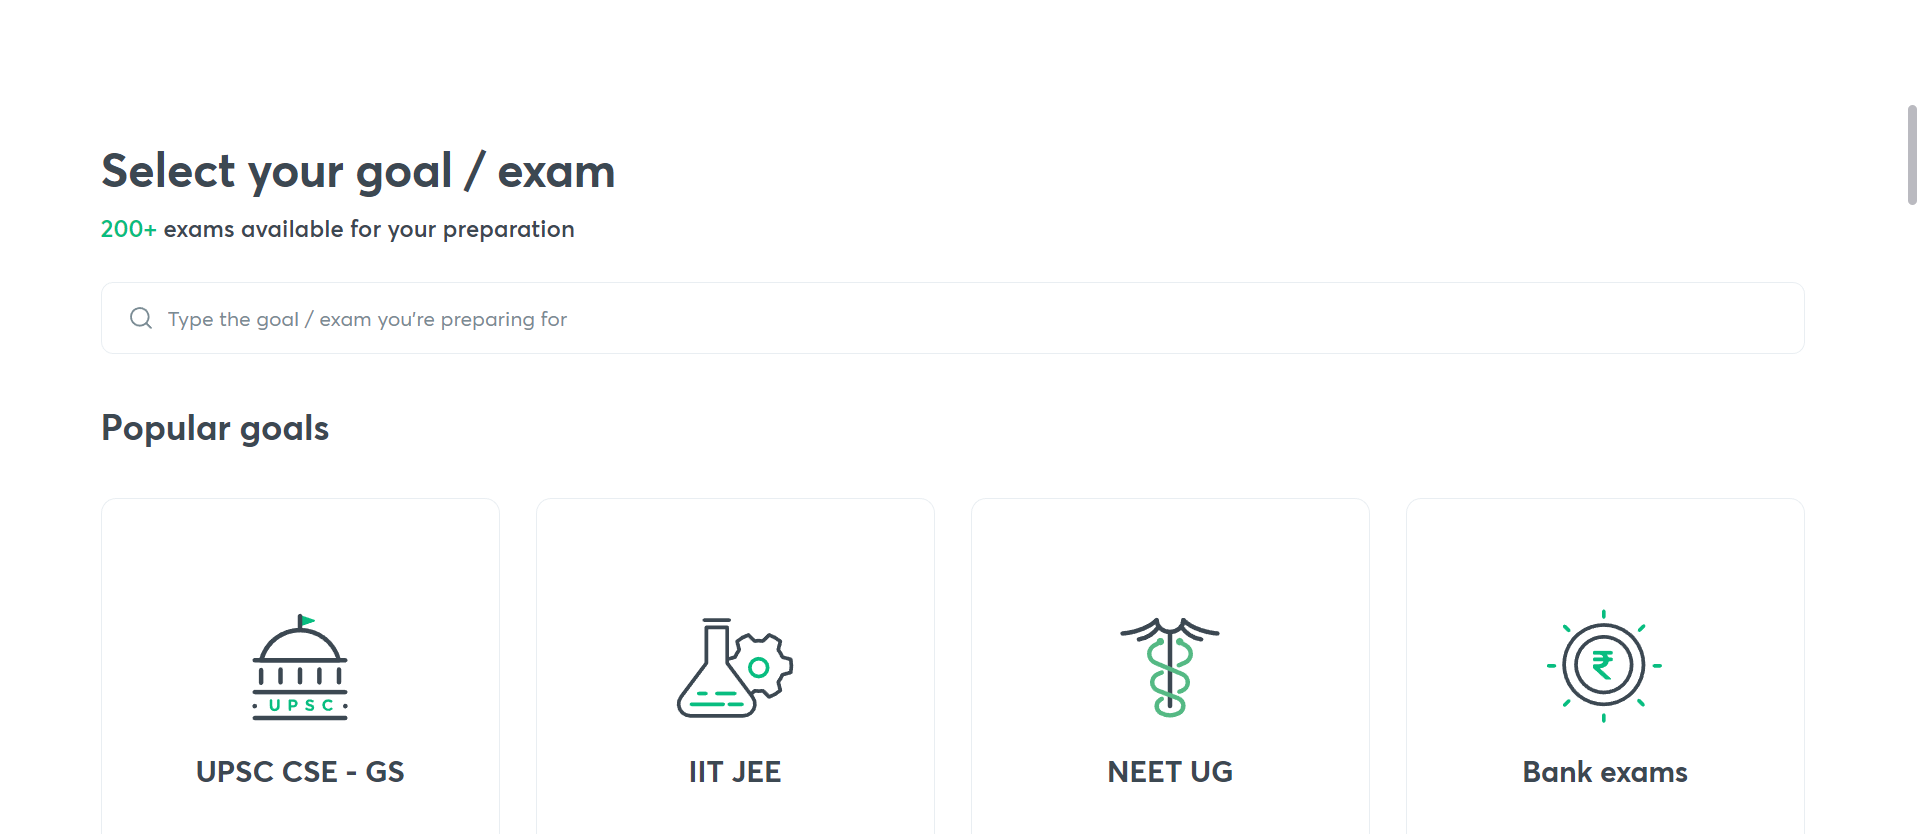 Select your goal / exam
200+ exams available for your preparation
Type the goal / exam you're preparing for
Popular goals
UPSC
₹
UPSC CSE - GS
IIT JEE
NEET UG
Bank exams